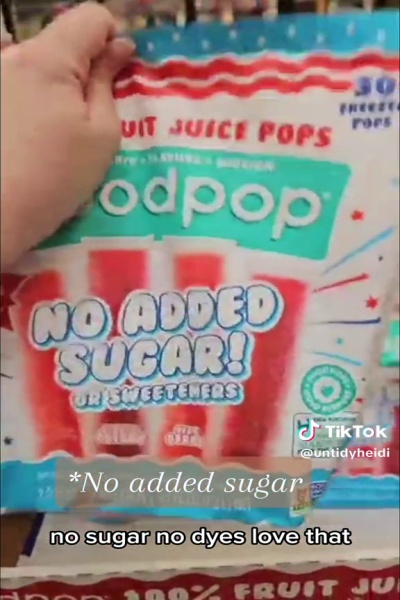 30
FREEZER
POPS
UIT JUICE POPS
odpop
NO ADDED
SUGAR!
OR SWEETENERS
TikTok
@untidyheidi
*No added sugar
no sugar no dyes love that
100% FRUIT JU